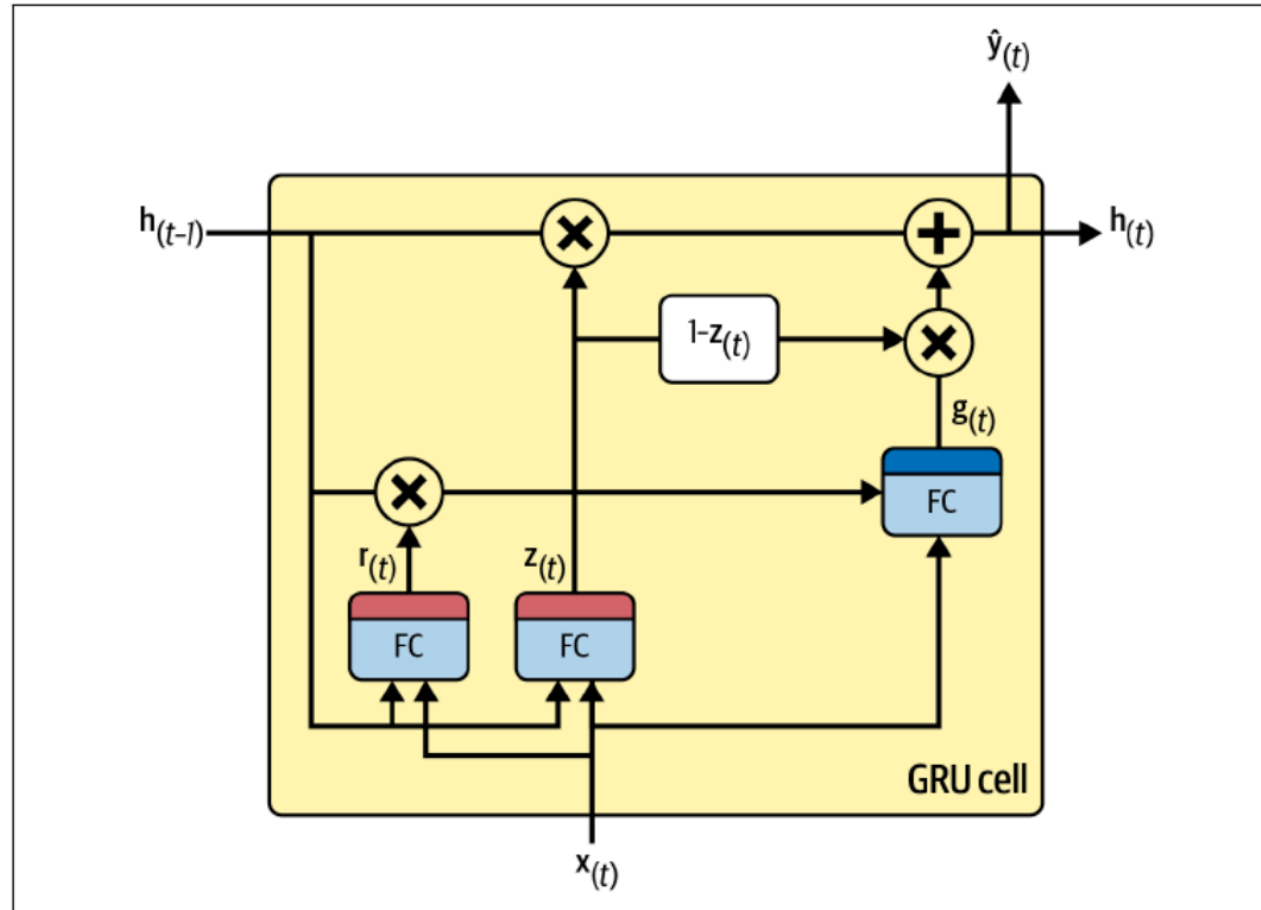 ŷ(t)
h(t-1)
h(t)
1-z(t)
g(t)
FC
r(t)
z(t)
FC
FC
GRU cell
x(t)